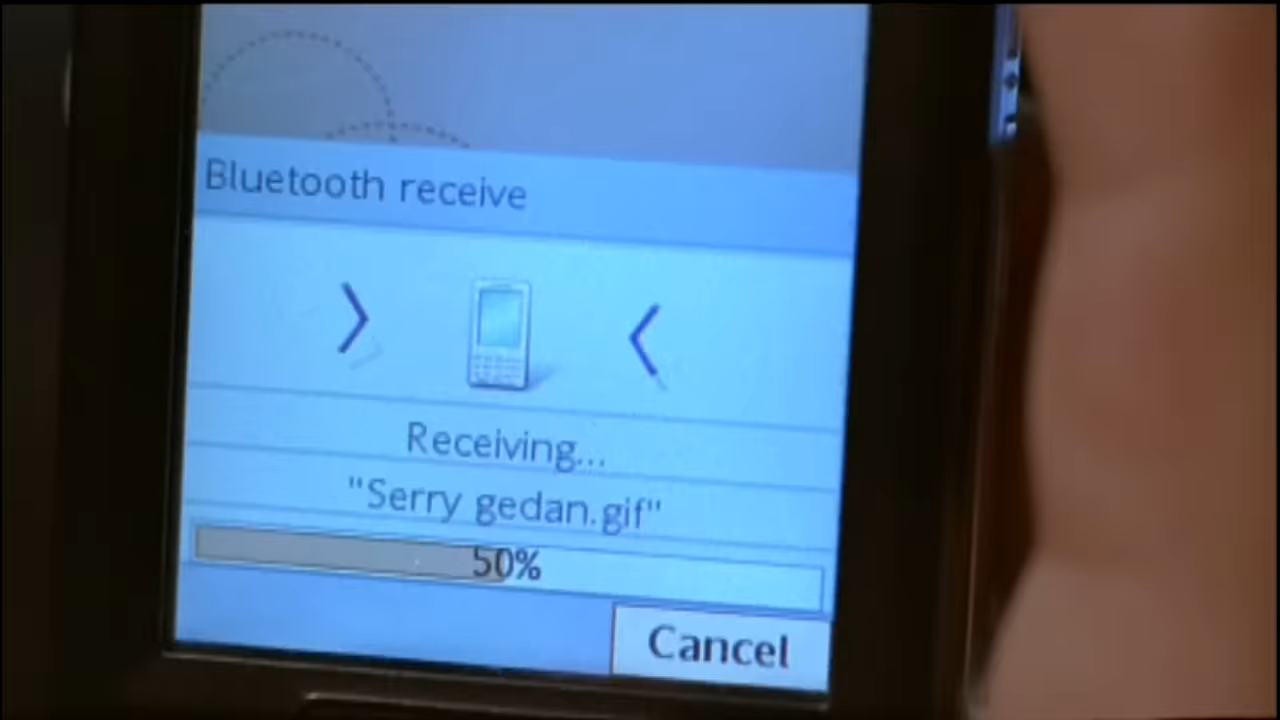 Bluetooth receive
Receiving...
"Serry gedan.gif"
50%
Cancel